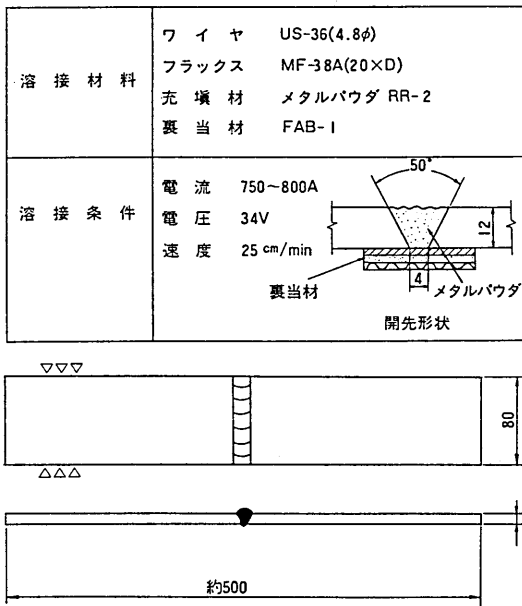 溶接材料
ワイヤ US-36(4.8φ)
フラックス MF-38A(20×D)
充填材 メタルパウダ RR-2
裏当材 FAB-1
溶接条件
電流 750~800A
電圧 34V
速度 25 cm/min
50°
12
裏当材
4
メタルパウダ
開先形状
▽▽▽
80
△△△
約500